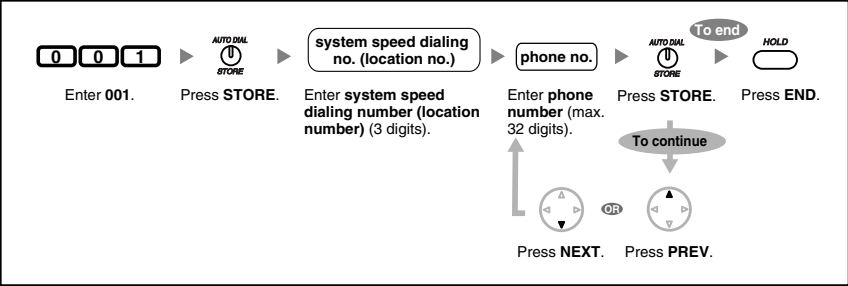 0 0 1
AUTO DIAL
STORE
system speed dialing
no. (location no.)
phone no.
AUTO DIAL
STORE
To end
HOLD
Enter 001.
Press STORE.
Enter system speed
dialing number (location
number) (3 digits).
Enter phone
number (max.
32 digits).
Press STORE.
Press END.
To continue
OR
Press NEXT.
Press PREV.